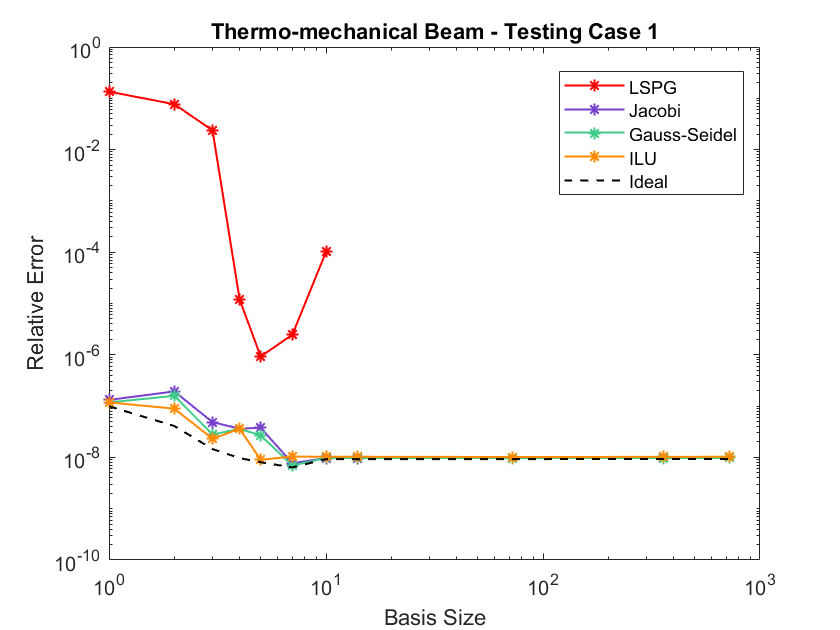 Thermo-mechanical Beam - Testing Case 1
10^0
10^-2
10^-4
10^-6
10^-8
10^-10
Relative Error
LSPG
Jacobi
Gauss-Seidel
ILU
Ideal
10^0 10^1 10^2 10^3
Basis Size